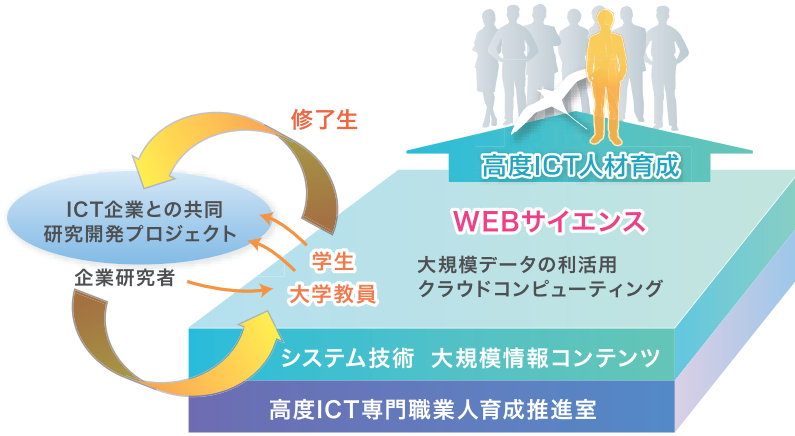 修了生
高度ICT人材育成
ICT企業との共同
研究開発プロジェクト
WEBサイエンス
学生
大学教員
企業研究者
大規模データの利活用
クラウドコンピューティング
システム技術 大規模情報コンテンツ
高度ICT専門職業人育成推進室